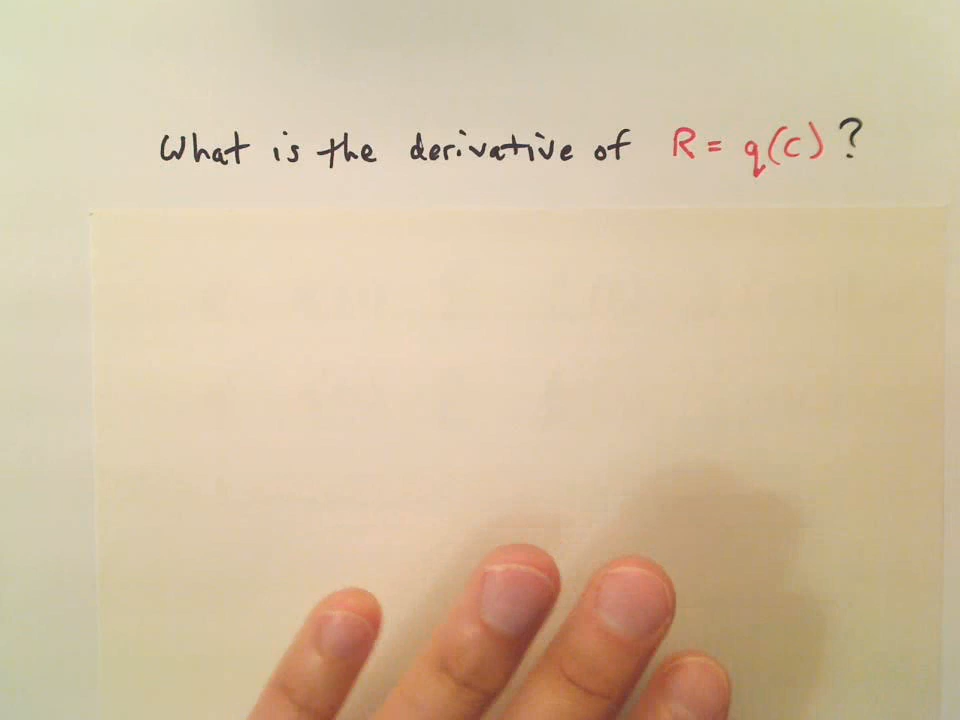 What is the derivative of R = q(c)?